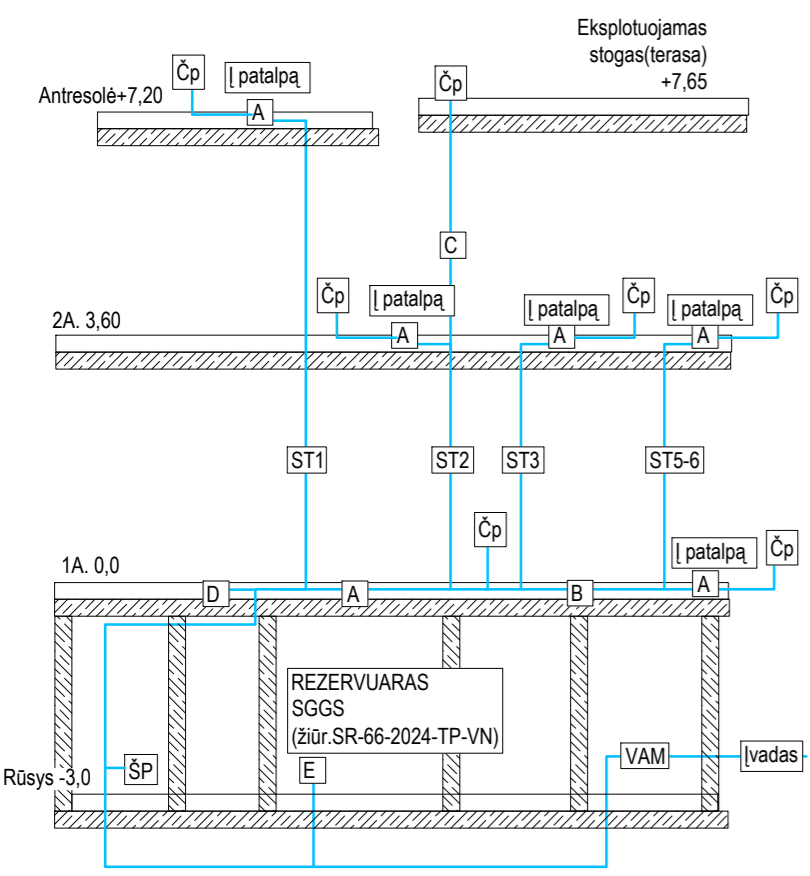 Eksplotuojamas
stogas(terasa)
+7,65
Čp
Į patalpą
Čp
Antresolė+7,20
A
C
Čp
Į patalpą
Čp
Į patalpą
Čp
Į patalpą
2A. 3,60
A
A
A
ST1
ST2
ST3
ST5-6
Čp
Į patalpą
Čp
1A. 0,0
D
A
B
A
REZERVUARAS
SGGS
(žiūr.SR-66-2024-TP-VN)
VAM
Įvadas
Rūsys -3,0
ŠP
E